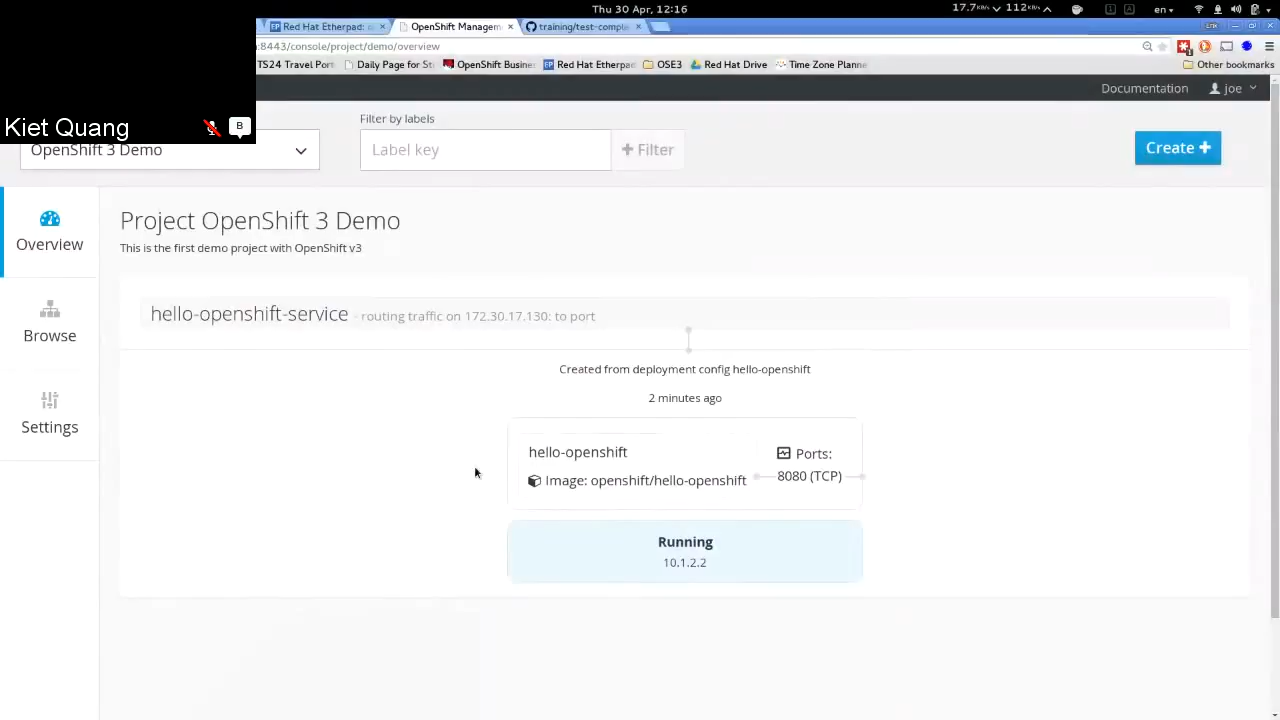 Thu 30 Apr, 12:16
17.7kB/s 112kB/s
en
Red Hat Etherpad:
OpenShift Managem
training/test-comple
:8443/console/project/demo/overview
TS24 Travel Port
Daily Page for St
OpenShift Busine
Red Hat Etherpad
OSE3
Red Hat Drive
Time Zone Planne
Other bookmarks
Documentation
joe
Kiet Quang
B
Filter by labels
OpenShift 3 Demo
Label key
Filter
Create
Project OpenShift 3 Demo
This is the first demo project with OpenShift v3
Overview
Browse
Settings
hello-openshift-service - routing traffic on 172.30.17.130: to port
Created from deployment config hello-openshift
2 minutes ago
hello-openshift
Image: openshift/hello-openshift
Ports:
8080 (TCP)
Running
10.1.2.2